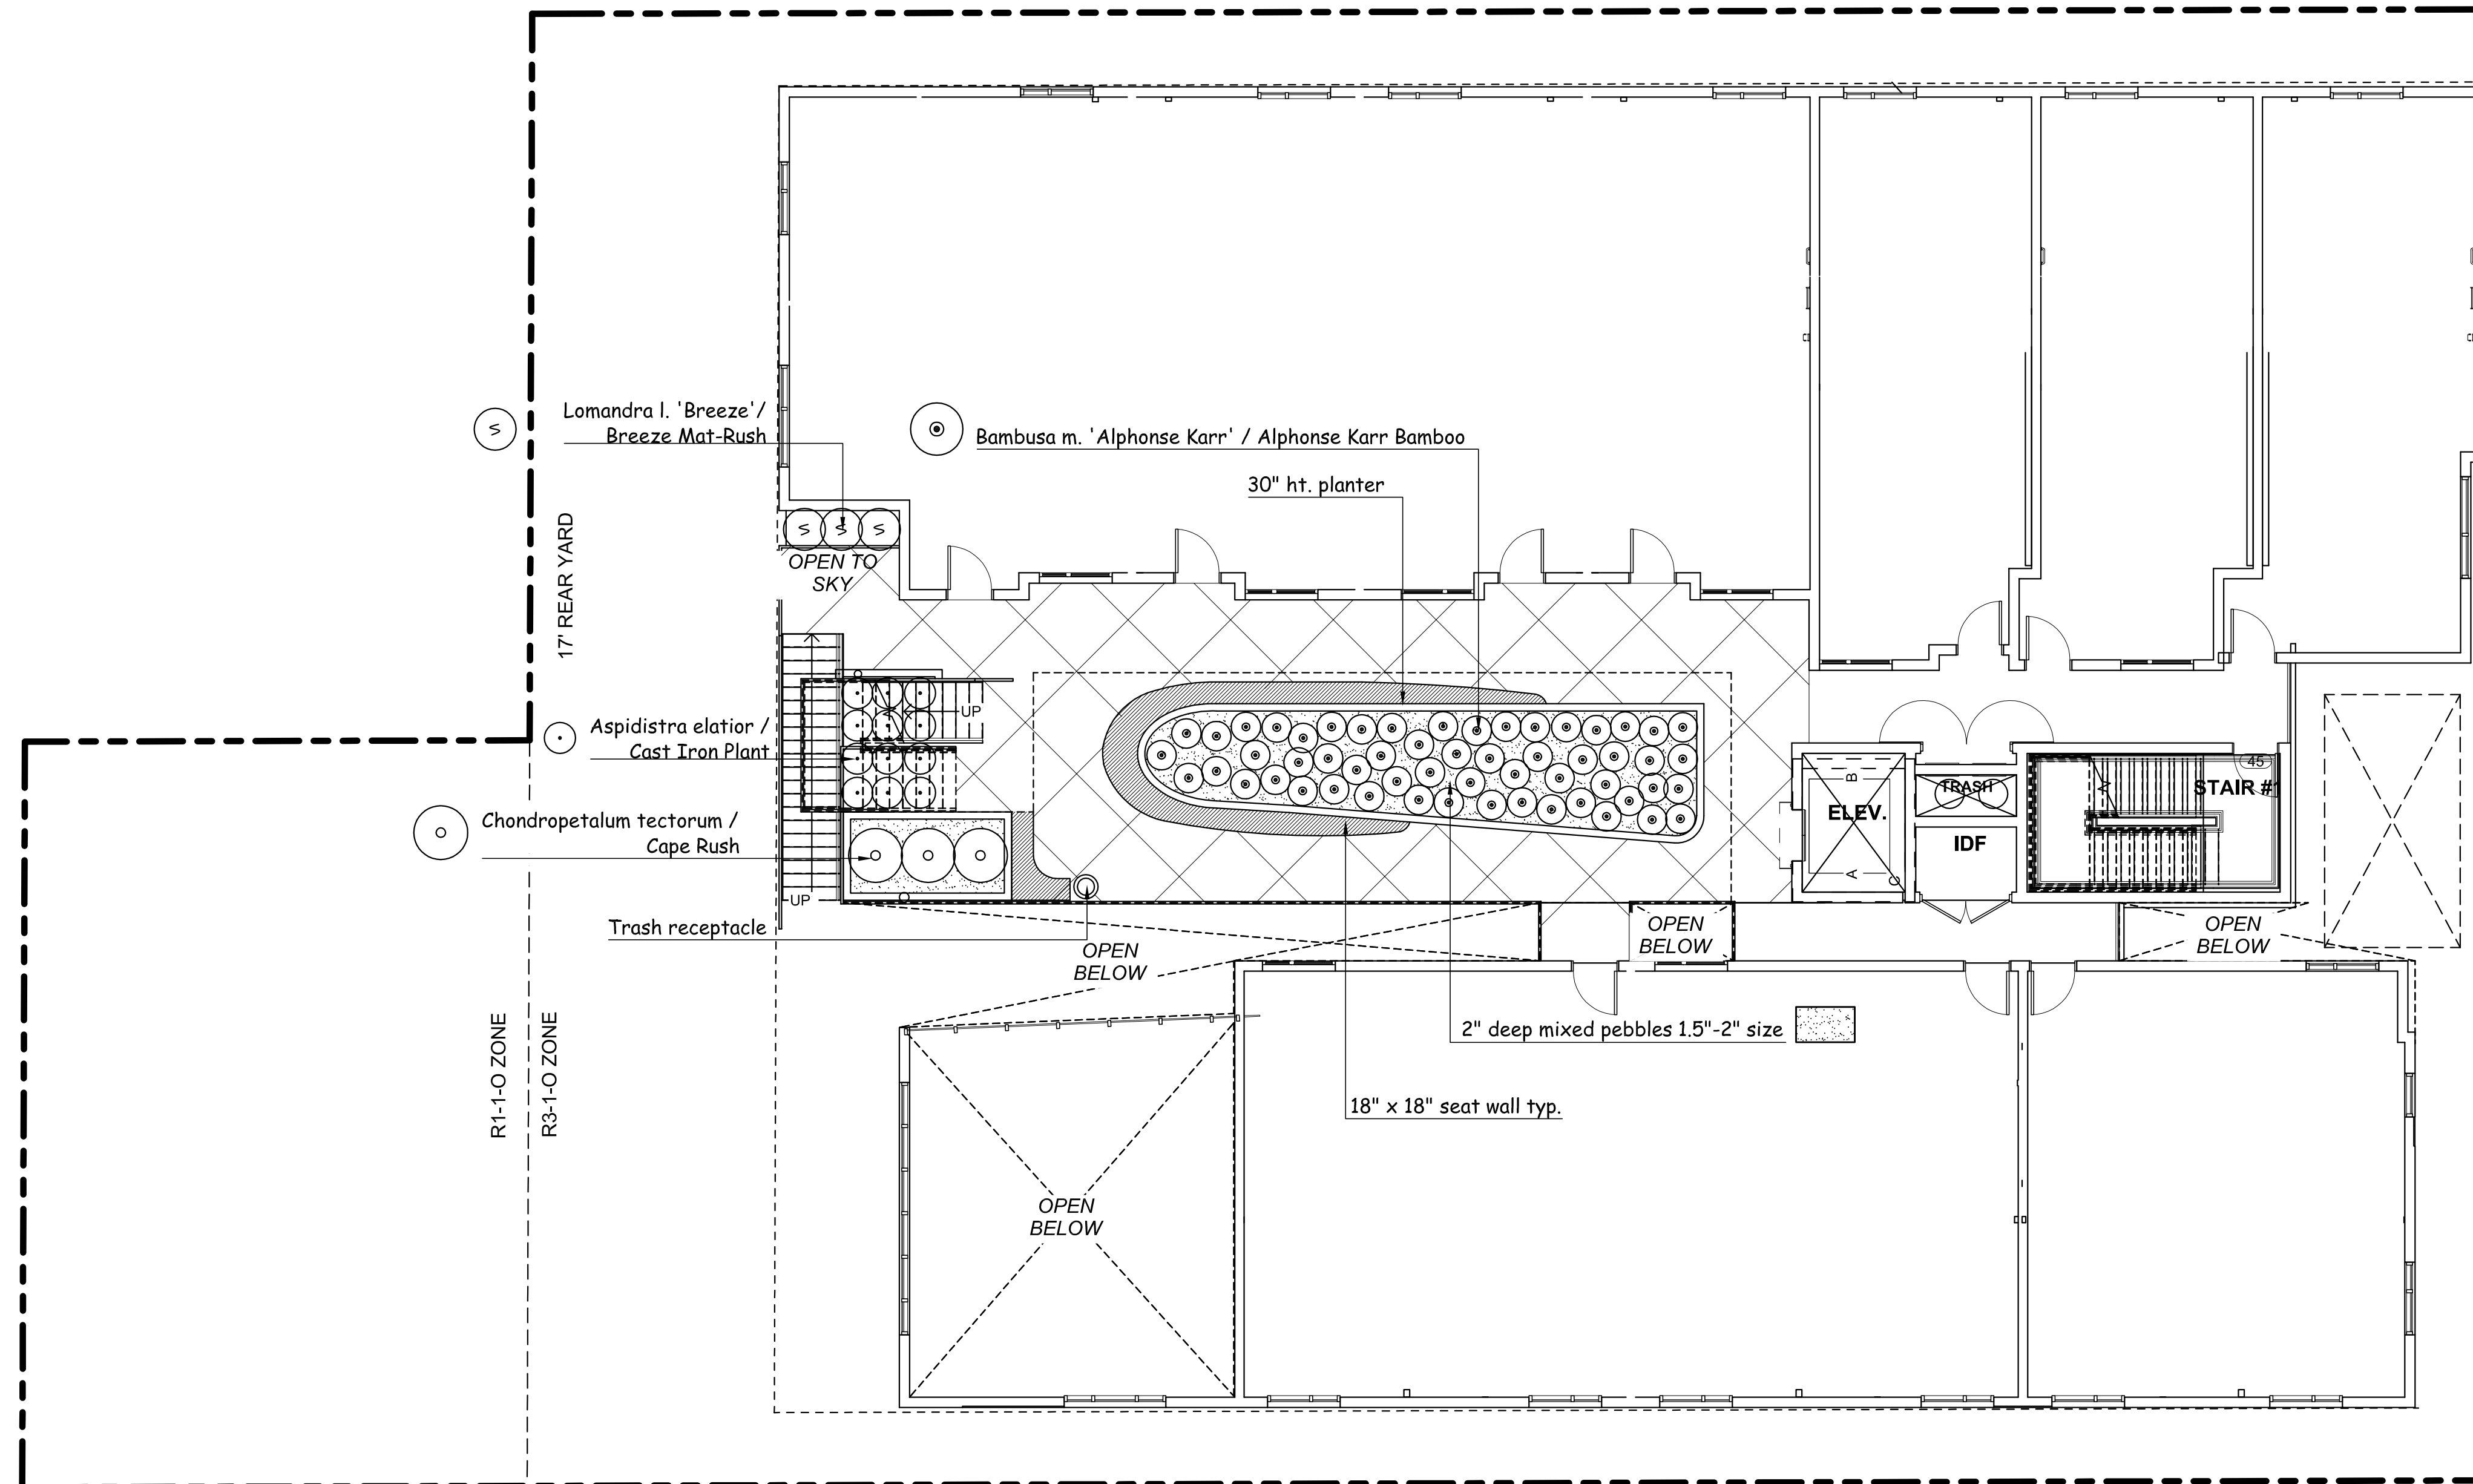 Lomandra l. 'Breeze'/
Breeze Mat-Rush
Bambusa m. 'Alphonse Karr' / Alphonse Karr Bamboo
30" ht. planter
17' REAR YARD
OPEN TO
SKY
UP
Aspidistra elatior /
Cast Iron Plant
Chondropetalum tectorum /
Cape Rush
UP
Trash receptacle
OPEN
BELOW
B
ELEV.
A
TRASH
IDF
45
STAIR #1
OPEN
BELOW
OPEN
BELOW
R1-1-O ZONE
R3-1-O ZONE
2" deep mixed pebbles 1.5"-2" size
18" x 18" seat wall typ.
OPEN
BELOW